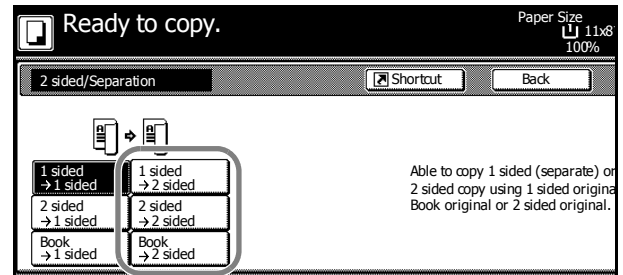 Ready to copy.
Paper Size
11x8
100%
2 sided/Separation
Shortcut
Back
1 sided
→1 sided
1 sided
→2 sided
2 sided
→1 sided
2 sided
→2 sided
Book
→1 sided
Book
→2 sided
Able to copy 1 sided (separate) or
2 sided copy using 1 sided origina
Book original or 2 sided original.